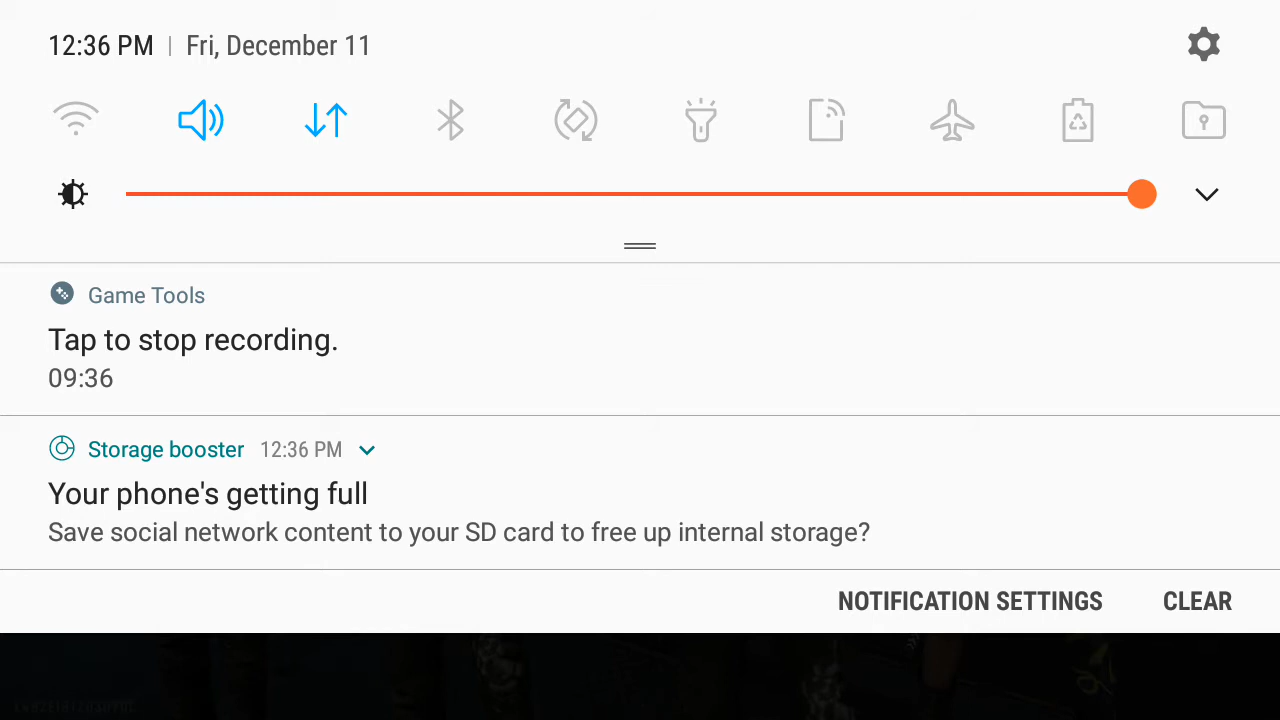 12:36 PM | Fri, December 11
Game Tools
Tap to stop recording.
09:36
Storage booster 12:36 PM
Your phone's getting full
Save social network content to your SD card to free up internal storage?
NOTIFICATION SETTINGS CLEAR